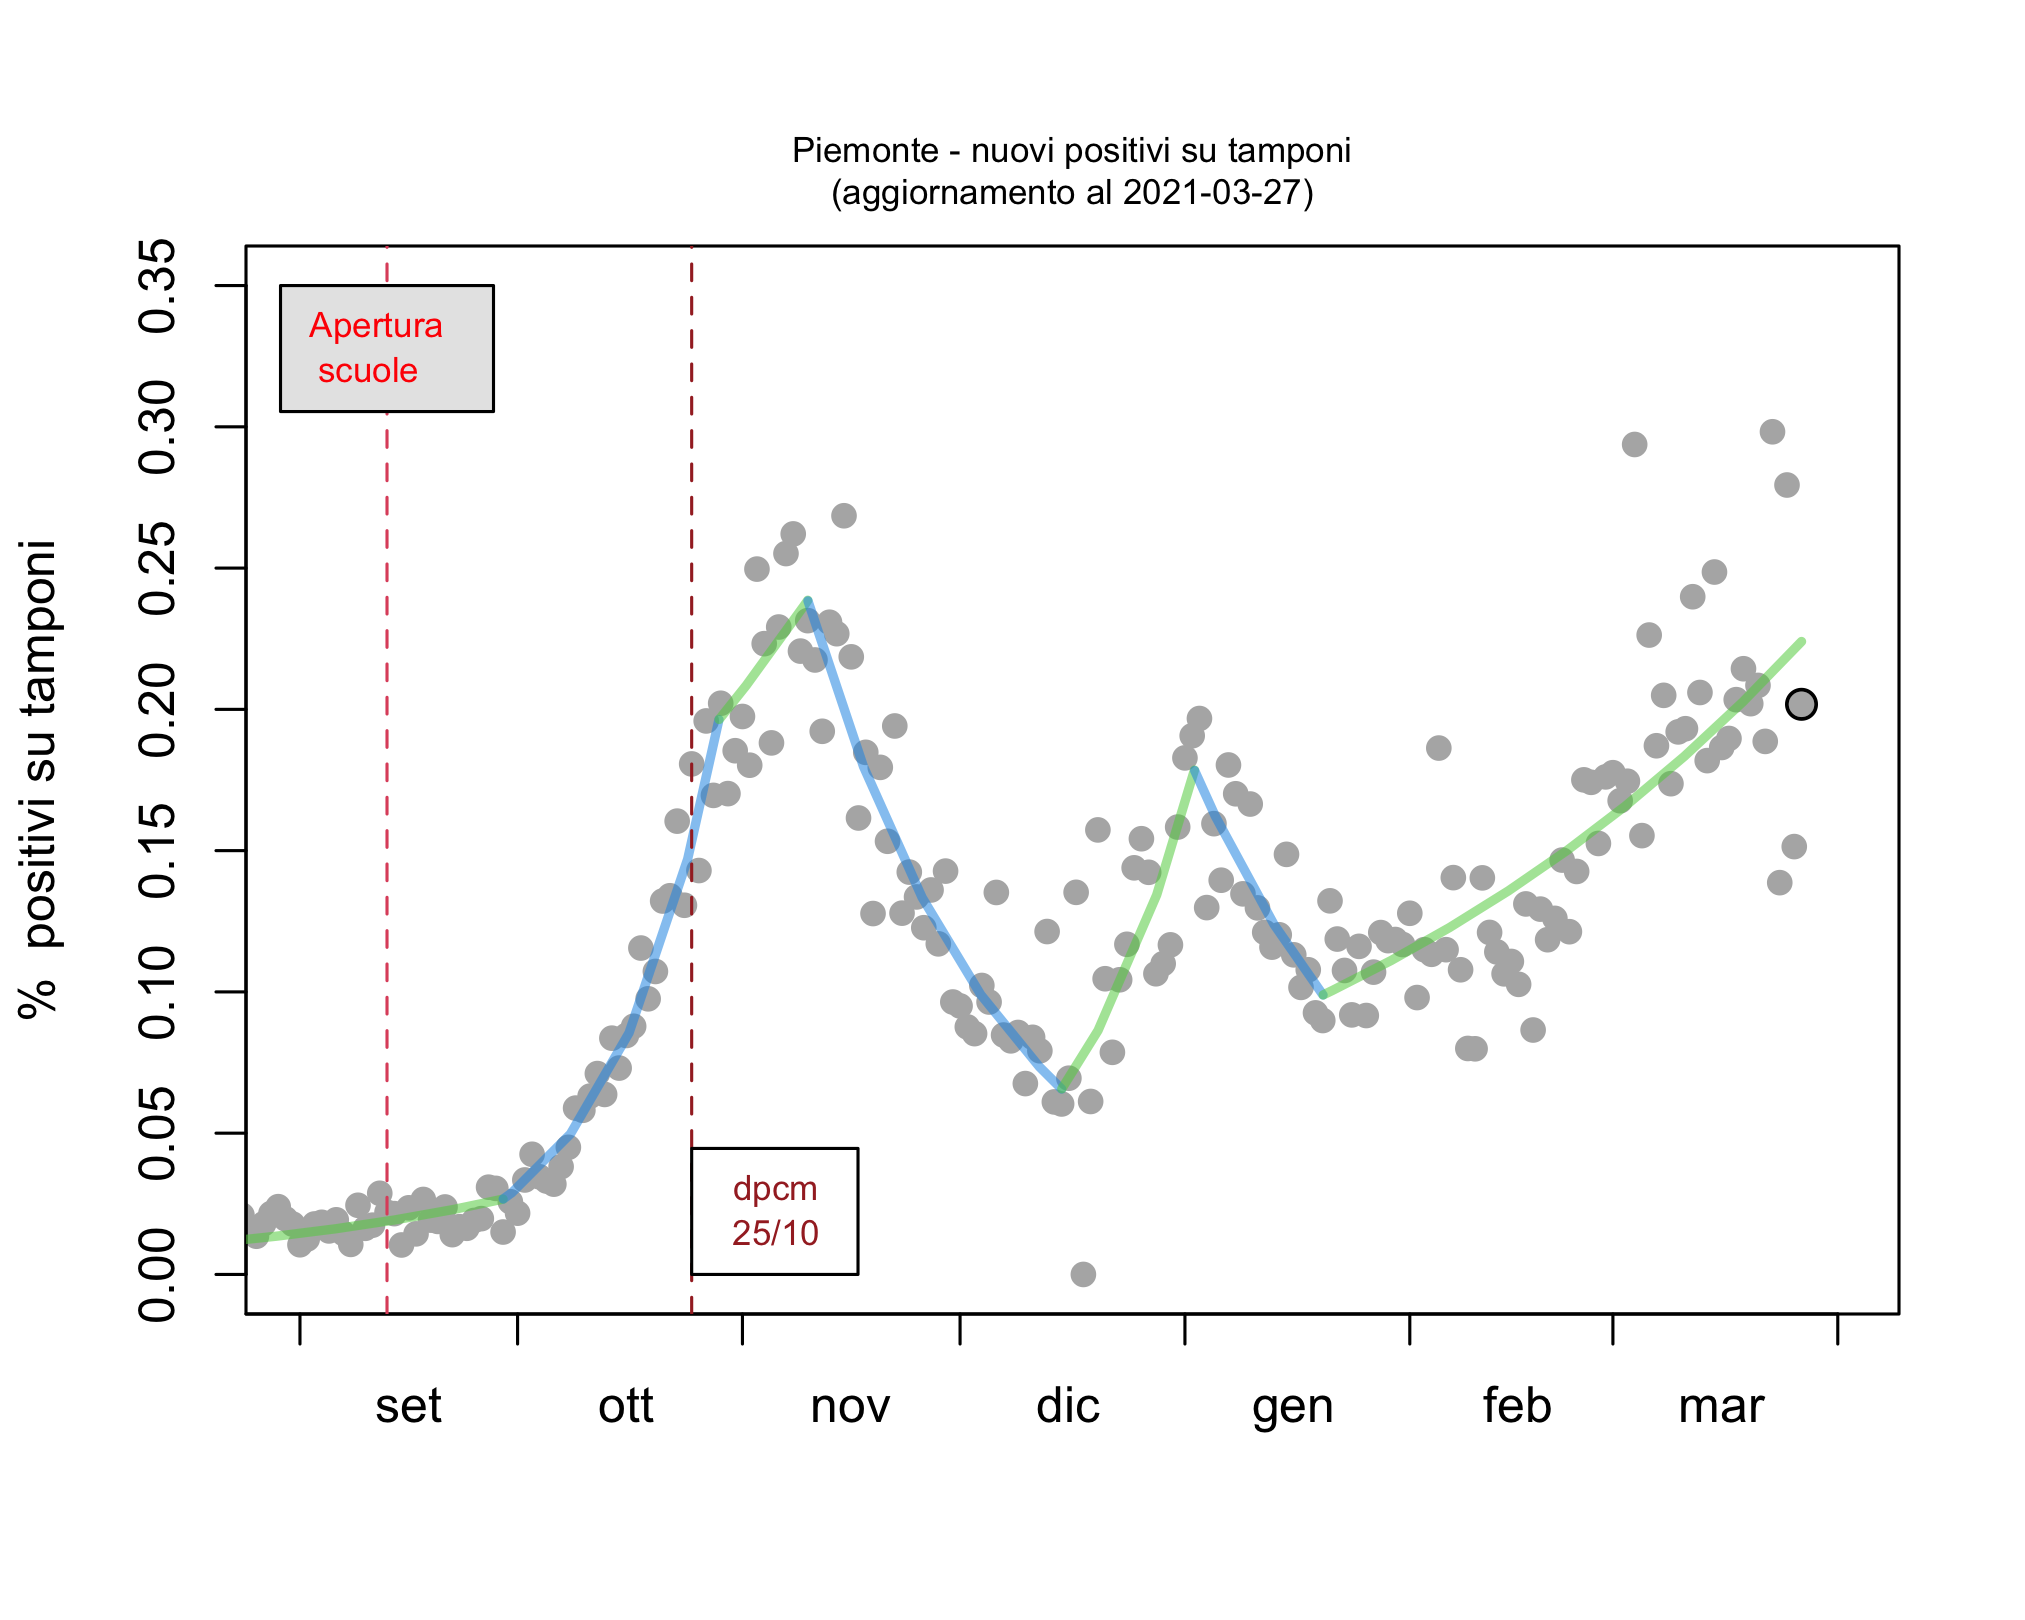 Piemonte - nuovi positivi su tamponi
(aggiornamento al 2021-03-27)
% positivi su tamponi
0.35
0.30
0.25
0.20
0.15
0.10
0.05
0.00
Apertura
scuole
dpcm
25/10
set ott nov dic gen feb mar